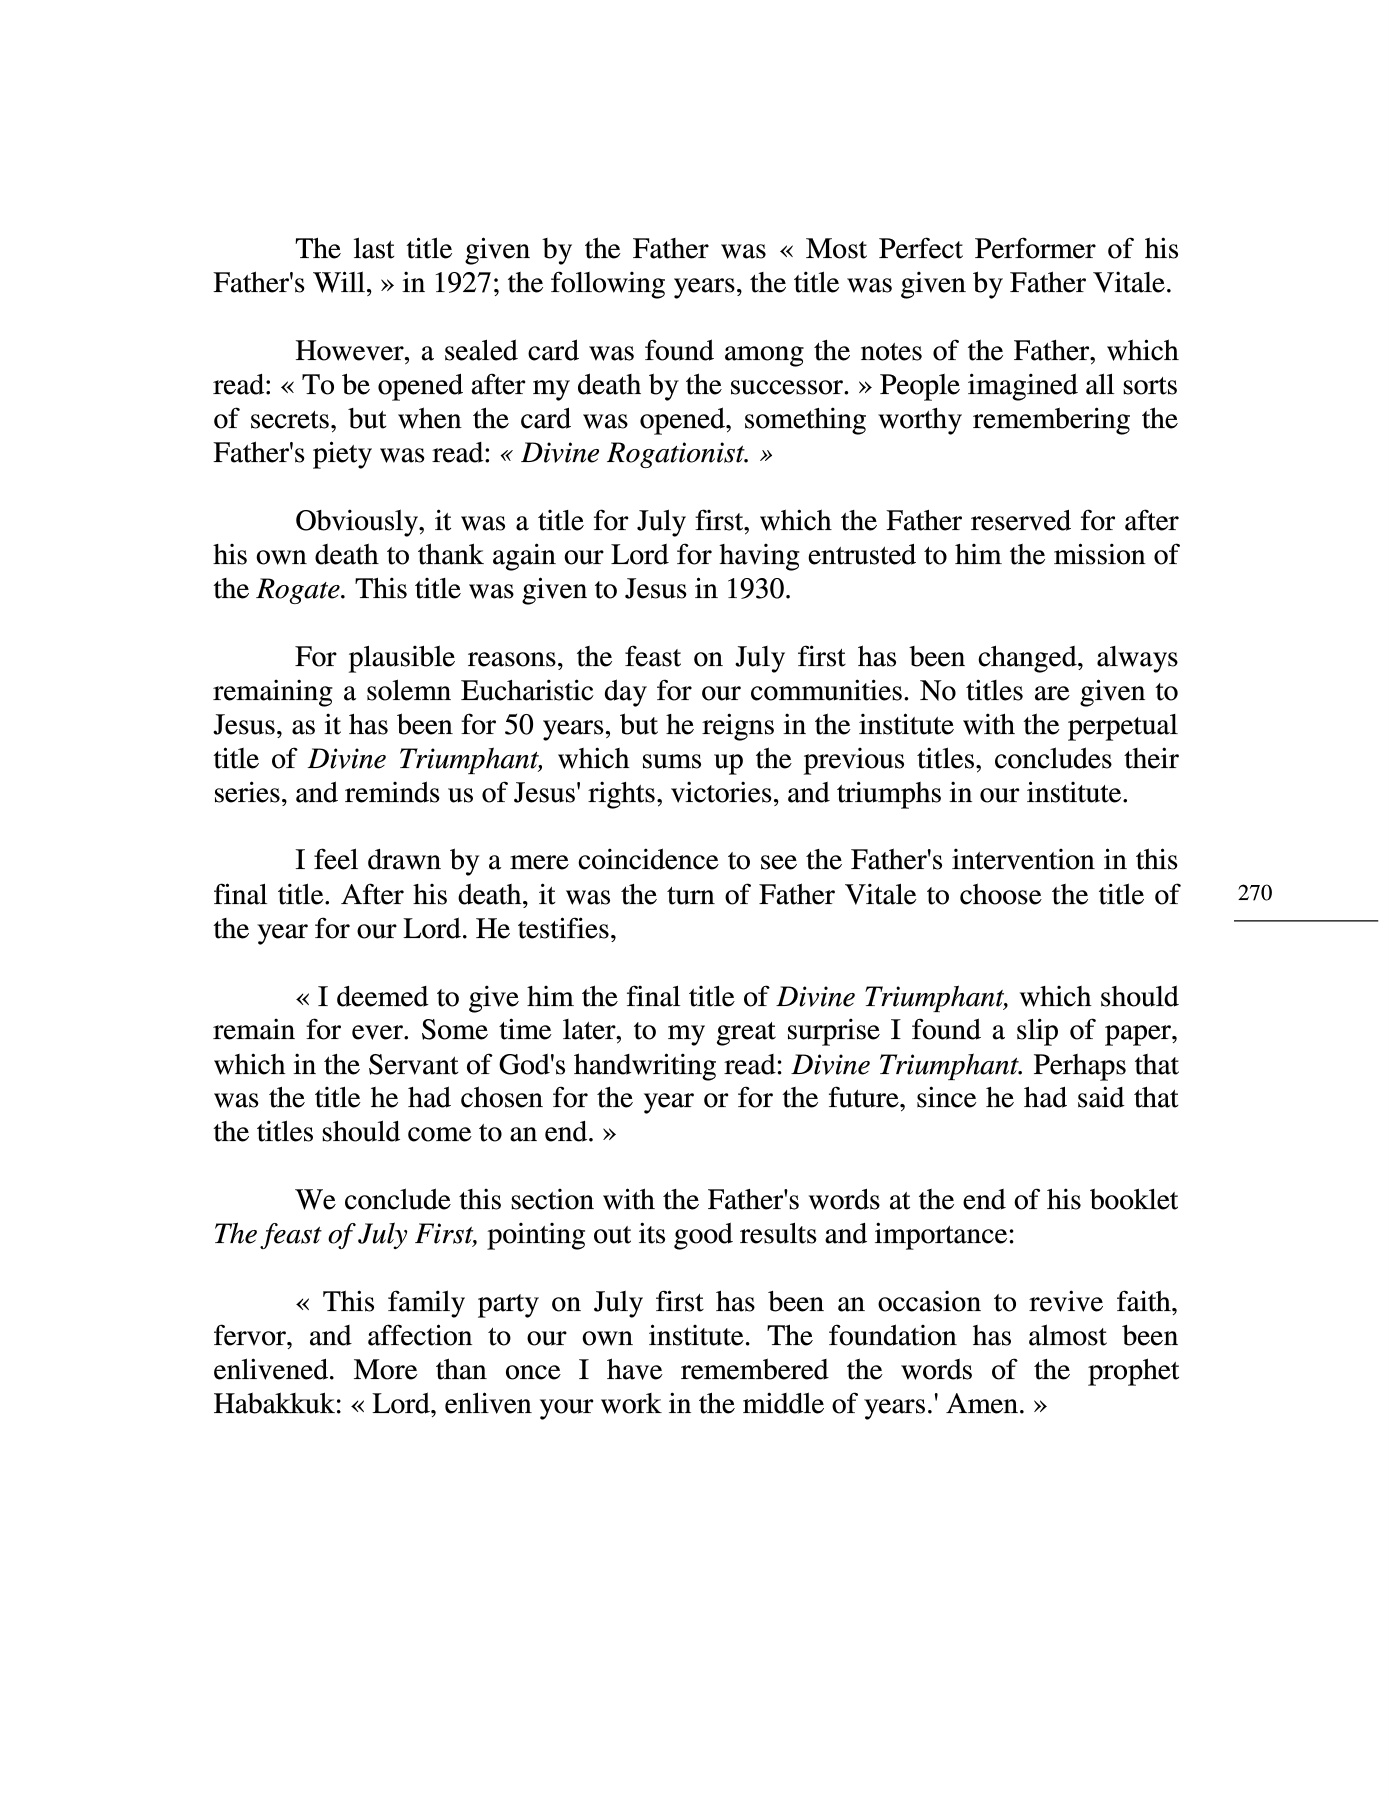 The last title given by the Father was « Most Perfect Performer of his
Father's Will, » in 1927; the following years, the title was given by Father Vitale.
However, a sealed card was found among the notes of the Father, which
read: « To be opened after my death by the successor. » People imagined all sorts
of secrets, but when the card was opened, something worthy remembering the
Father's piety was read: « Divine Rogationist. »
Obviously, it was a title for July first, which the Father reserved for after
his own death to thank again our Lord for having entrusted to him the mission of
the Rogate. This title was given to Jesus in 1930.
For plausible reasons, the feast on July first has been changed, always
remaining a solemn Eucharistic day for our communities. No titles are given to
Jesus, as it has been for 50 years, but he reigns in the institute with the perpetual
title of Divine Triumphant, which sums up the previous titles, concludes their
series, and reminds us of Jesus' rights, victories, and triumphs in our institute.
I feel drawn by a mere coincidence to see the Father's intervention in this
final title. After his death, it was the turn of Father Vitale to choose the title of
the year for our Lord. He testifies,
270
« I deemed to give him the final title of Divine Triumphant, which should
remain for ever. Some time later, to my great surprise I found a slip of paper,
which in the Servant of God's handwriting read: Divine Triumphant. Perhaps that
was the title he had chosen for the year or for the future, since he had said that
the titles should come to an end. »
We conclude this section with the Father's words at the end of his booklet
The feast of July First, pointing out its good results and importance:
« This family party on July first has been an occasion to revive faith,
fervor, and affection to our own institute. The foundation has almost been
enlivened. More than once I have remembered the words of the prophet
Habakkuk: « Lord, enliven your work in the middle of years.' Amen. »